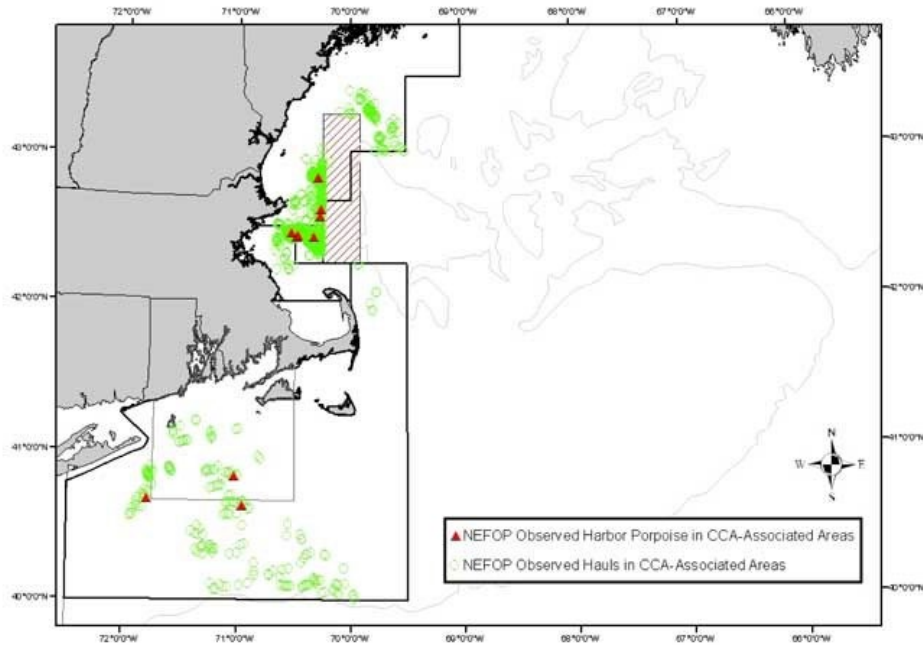 72°0'0"W 71°0'0"W 70°0'0"W 69°0'0"W 68°0'0"W 67°0'0"W 66°0'0"W
43°0'0"N 43°0'0"N
42°0'0"N 42°0'0"N
41°0'0"N 41°0'0"N
N
W E
S
NEFOP Observed Harbor Porpoise in CCA-Associated Areas
NEFOP Observed Hauls in CCA-Associated Areas
40°0'0"N 40°0'0"N
72°0'0"W 71°0'0"W 70°0'0"W 69°0'0"W 68°0'0"W 67°0'0"W 66°0'0"W